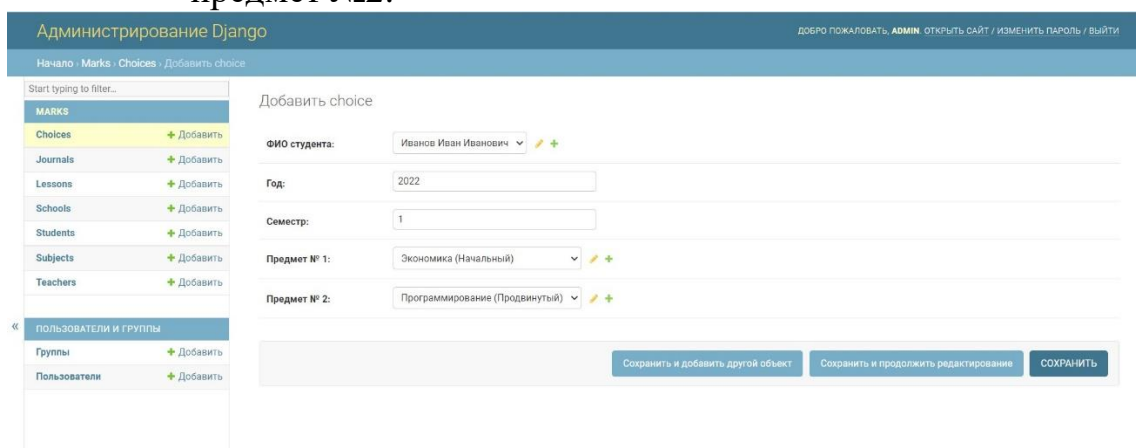 предмет №2.
Администрирование Django
ДОБРО ПОЖАЛОВАТЬ, ADMIN. ОТКРЫТЬ САЙТ / ИЗМЕНИТЬ ПАРОЛЬ / ВЫЙТИ
Начало › Marks › Choices › Добавить choice
Start typing to filter...
MARKS
Choices + Добавить
Journals + Добавить
Lessons + Добавить
Schools + Добавить
Students + Добавить
Subjects + Добавить
Teachers + Добавить
«
ПОЛЬЗОВАТЕЛИ И ГРУППЫ
Группы + Добавить
Пользователи + Добавить
Добавить choice
ФИО студента: Иванов Иван Иванович
Год: 2022
Семестр: 1
Предмет № 1: Экономика (Начальный)
Предмет № 2: Программирование (Продвинутый)
Сохранить и добавить другой объект Сохранить и продолжить редактирование СОХРАНИТЬ